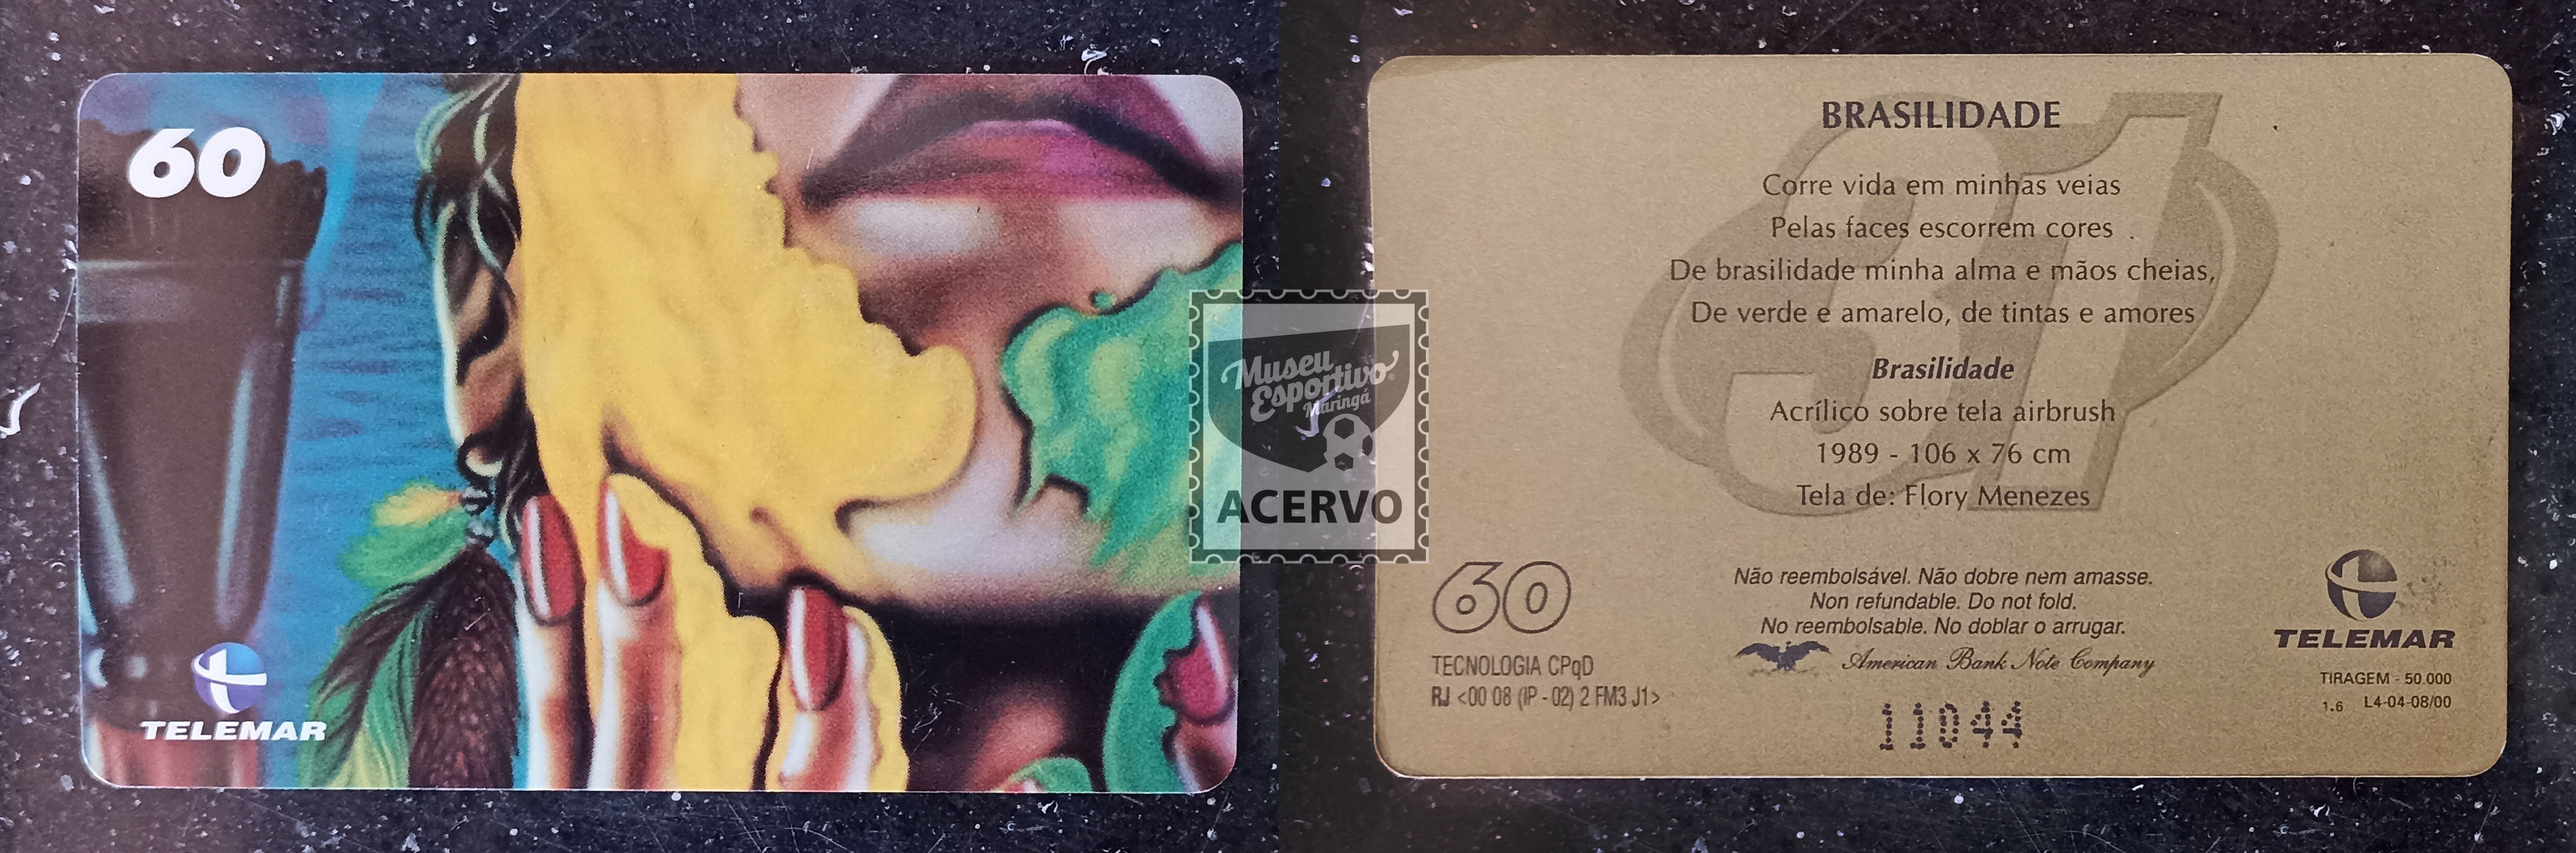 60
TELEMAR
Museu
Esportivo
Maringá
ACERVO
31
BRASILIDADE
Corre vida em minhas veias
Pelas faces escorrem cores
De brasilidade minha alma e mãos cheias,
De verde e amarelo, de tintas e amores
Brasilidade
Acrílico sobre tela airbrush
1989 - 106 x 76 cm
Tela de: Flory Menezes
60
Não reembolsável. Não dobre nem amasse.
Non refundable. Do not fold.
No reembolsable. No doblar o arrugar.
American Bank Note Company
TECNOLOGIA CPqD
RJ <00 08 (IP - 02) 2 FM3 J1>
11044
TELEMAR
TIRAGEM - 50.000
1.6 L4-04-08/00